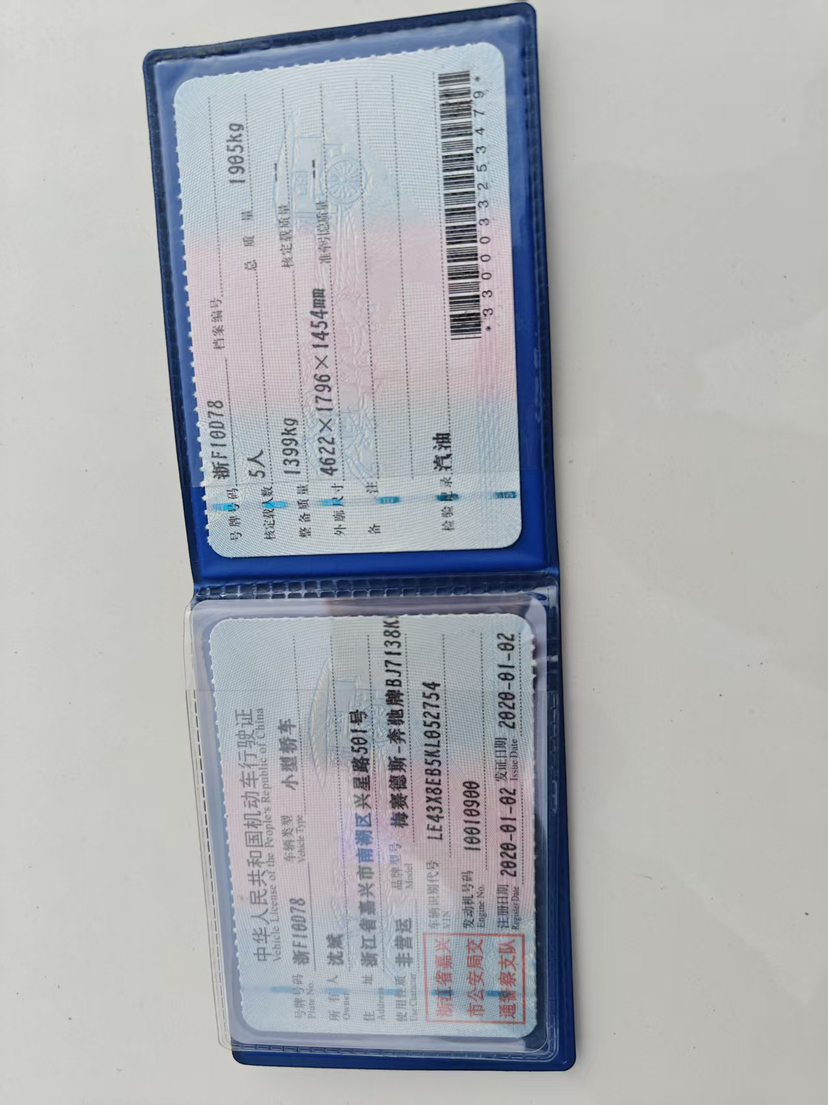 中华人民共和国机动车行驶证
Vehicle License of the People's Republic of China
号牌号码 浙F10D78 车辆类型 小型轿车
Plate No. Vehicle Type
所有人 沈斌
Owner
住 址 浙江省嘉兴市南湖区兴星路501号
Address
使用性质 非营运 品牌型号 梅赛德斯-奔驰牌BJ7138K
Use Character Model
浙江省嘉兴
市公安局交
通警察支队
车辆识别代号 LE43X8EB5KL052754
VIN
发动机号码 10010900
Engine No.
注册日期 2020-01-02 发证日期 2020-01-02
Register Date Issue Date
号牌号码 浙F10D78 档案编号
核定载人数 5人 总质量 1905kg
整备质量 1399kg 核定载质量 --
外廓尺寸 4622×1796×1454mm 准牵引总质量 --
备 注
检验记录 汽油
*3300033253479*